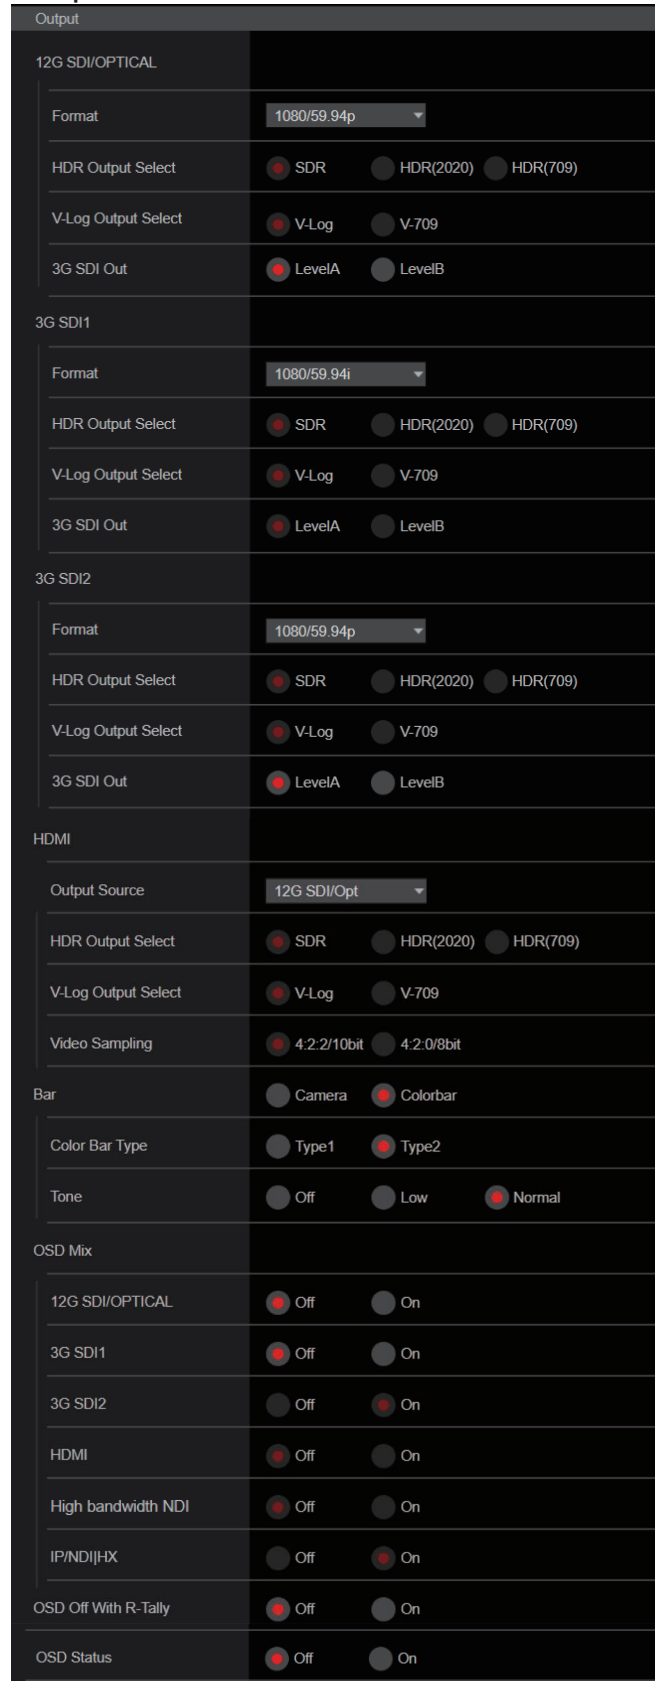 Output
12G SDI/OPTICAL
Format 1080/59.94p
HDR Output Select SDR HDR(2020) HDR(709)
V-Log Output Select V-Log V-709
3G SDI Out LevelA LevelB
3G SDI1
Format 1080/59.94i
HDR Output Select SDR HDR(2020) HDR(709)
V-Log Output Select V-Log V-709
3G SDI Out LevelA LevelB
3G SDI2
Format 1080/59.94p
HDR Output Select SDR HDR(2020) HDR(709)
V-Log Output Select V-Log V-709
3G SDI Out LevelA LevelB
HDMI
Output Source 12G SDI/Opt
HDR Output Select SDR HDR(2020) HDR(709)
V-Log Output Select V-Log V-709
Video Sampling 4:2:2/10bit 4:2:0/8bit
Bar Camera Colorbar
Color Bar Type Type1 Type2
Tone Off Low Normal
OSD Mix
12G SDI/OPTICAL Off On
3G SDI1 Off On
3G SDI2 Off On
HDMI Off On
High bandwidth NDI Off On
IP/NDI|HX Off On
OSD Off With R-Tally Off On
OSD Status Off On